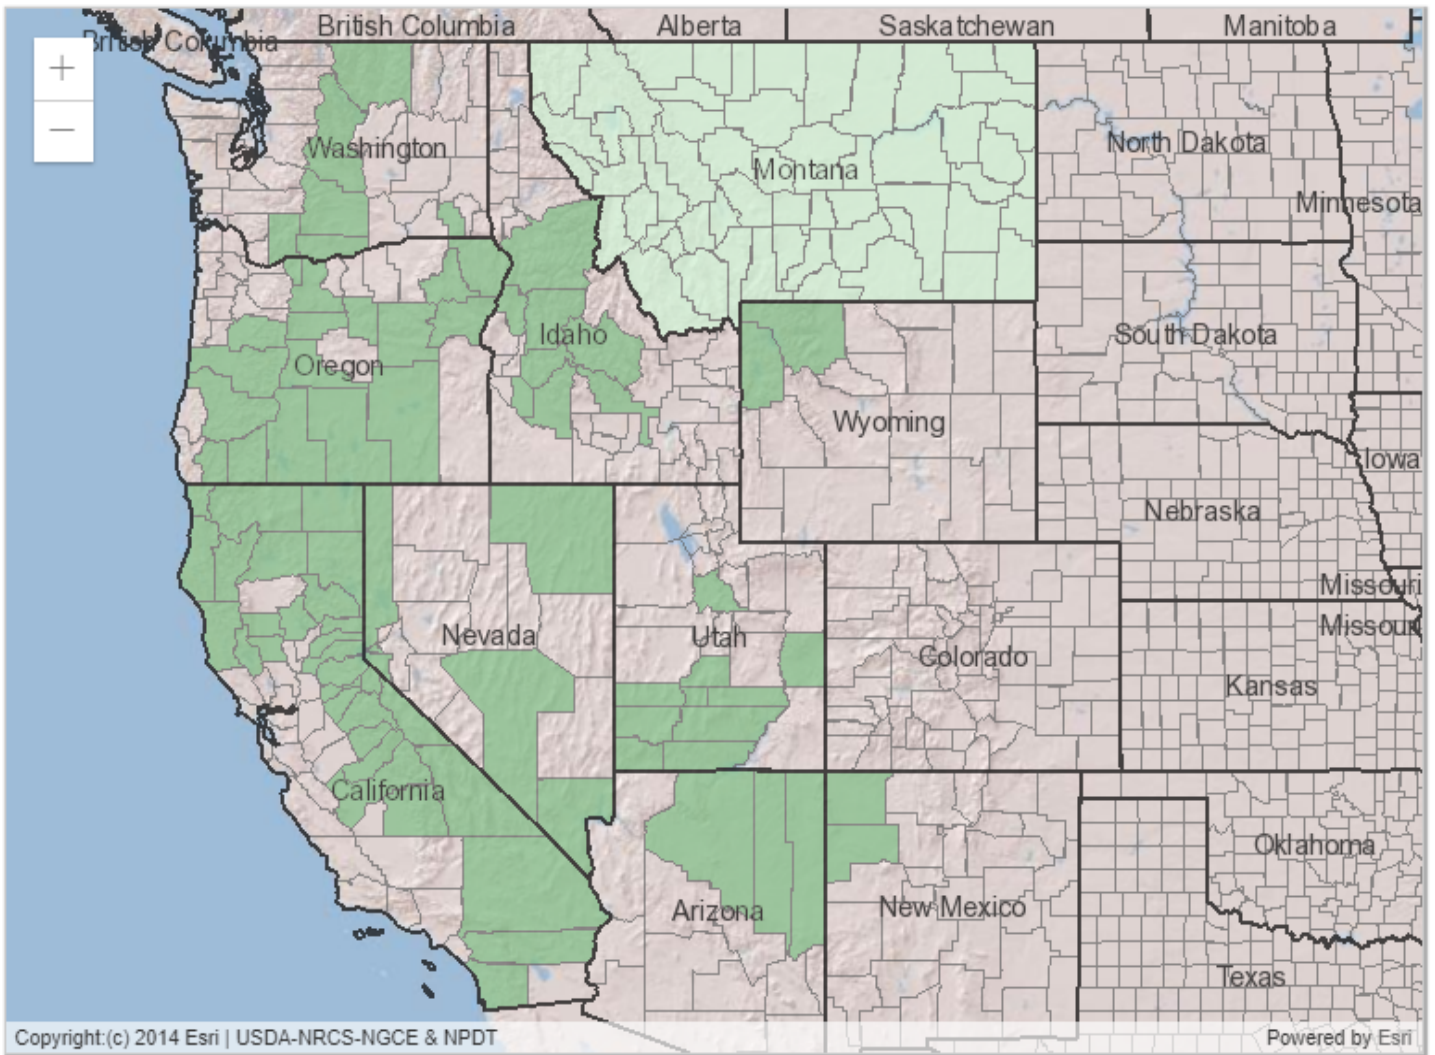 British Columbia
Alberta
Saskatchewan
Manitoba
British Columbia
+
−
Washington
Montana
North Dakota
Minnesota
Idaho
South Dakota
Oregon
Wyoming
Iowa
Nebraska
Missouri
Missouri
Nevada
Utah
Colorado
Kansas
California
Oklahoma
Arizona
New Mexico
Texas
Copyright:(c) 2014 Esri | USDA-NRCS-NGCE & NPDT
Powered by Esri